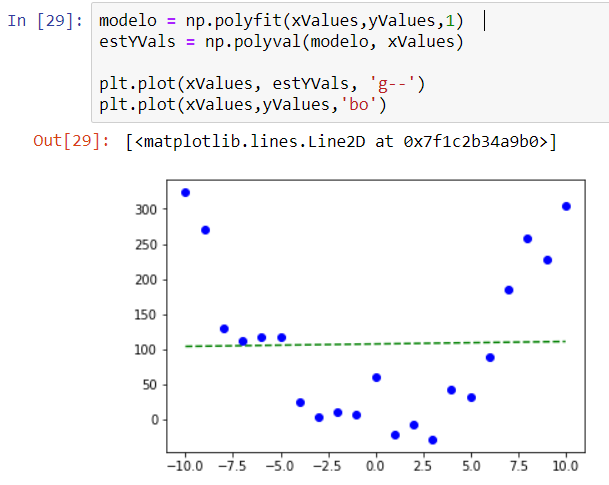 In [29]: modelo = np.polyfit(xValues,yValues,1)
estYVals = np.polyval(modelo, xValues)
plt.plot(xValues, estYVals, 'g--')
plt.plot(xValues,yValues,'bo')
Out[29]: [<matplotlib.lines.Line2D at 0x7f1c2b34a9b0>]
300
250
200
150
100
50
0
−10.0 −7.5 −5.0 −2.5 0.0 2.5 5.0 7.5 10.0